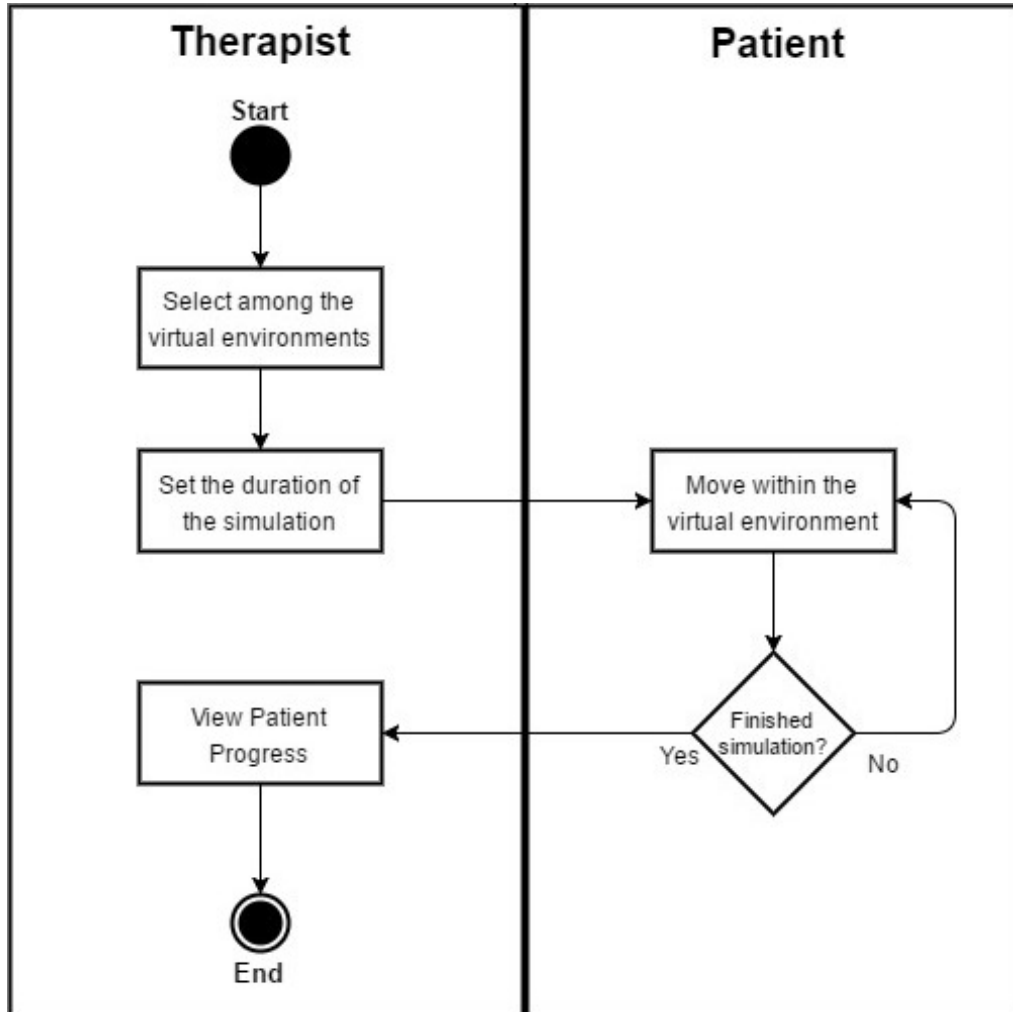 Therapist
Patient
Start
Select among the
virtual environments
Set the duration of
the simulation
Move within the
virtual environment
Finished
simulation?
Yes
No
View Patient
Progress
End